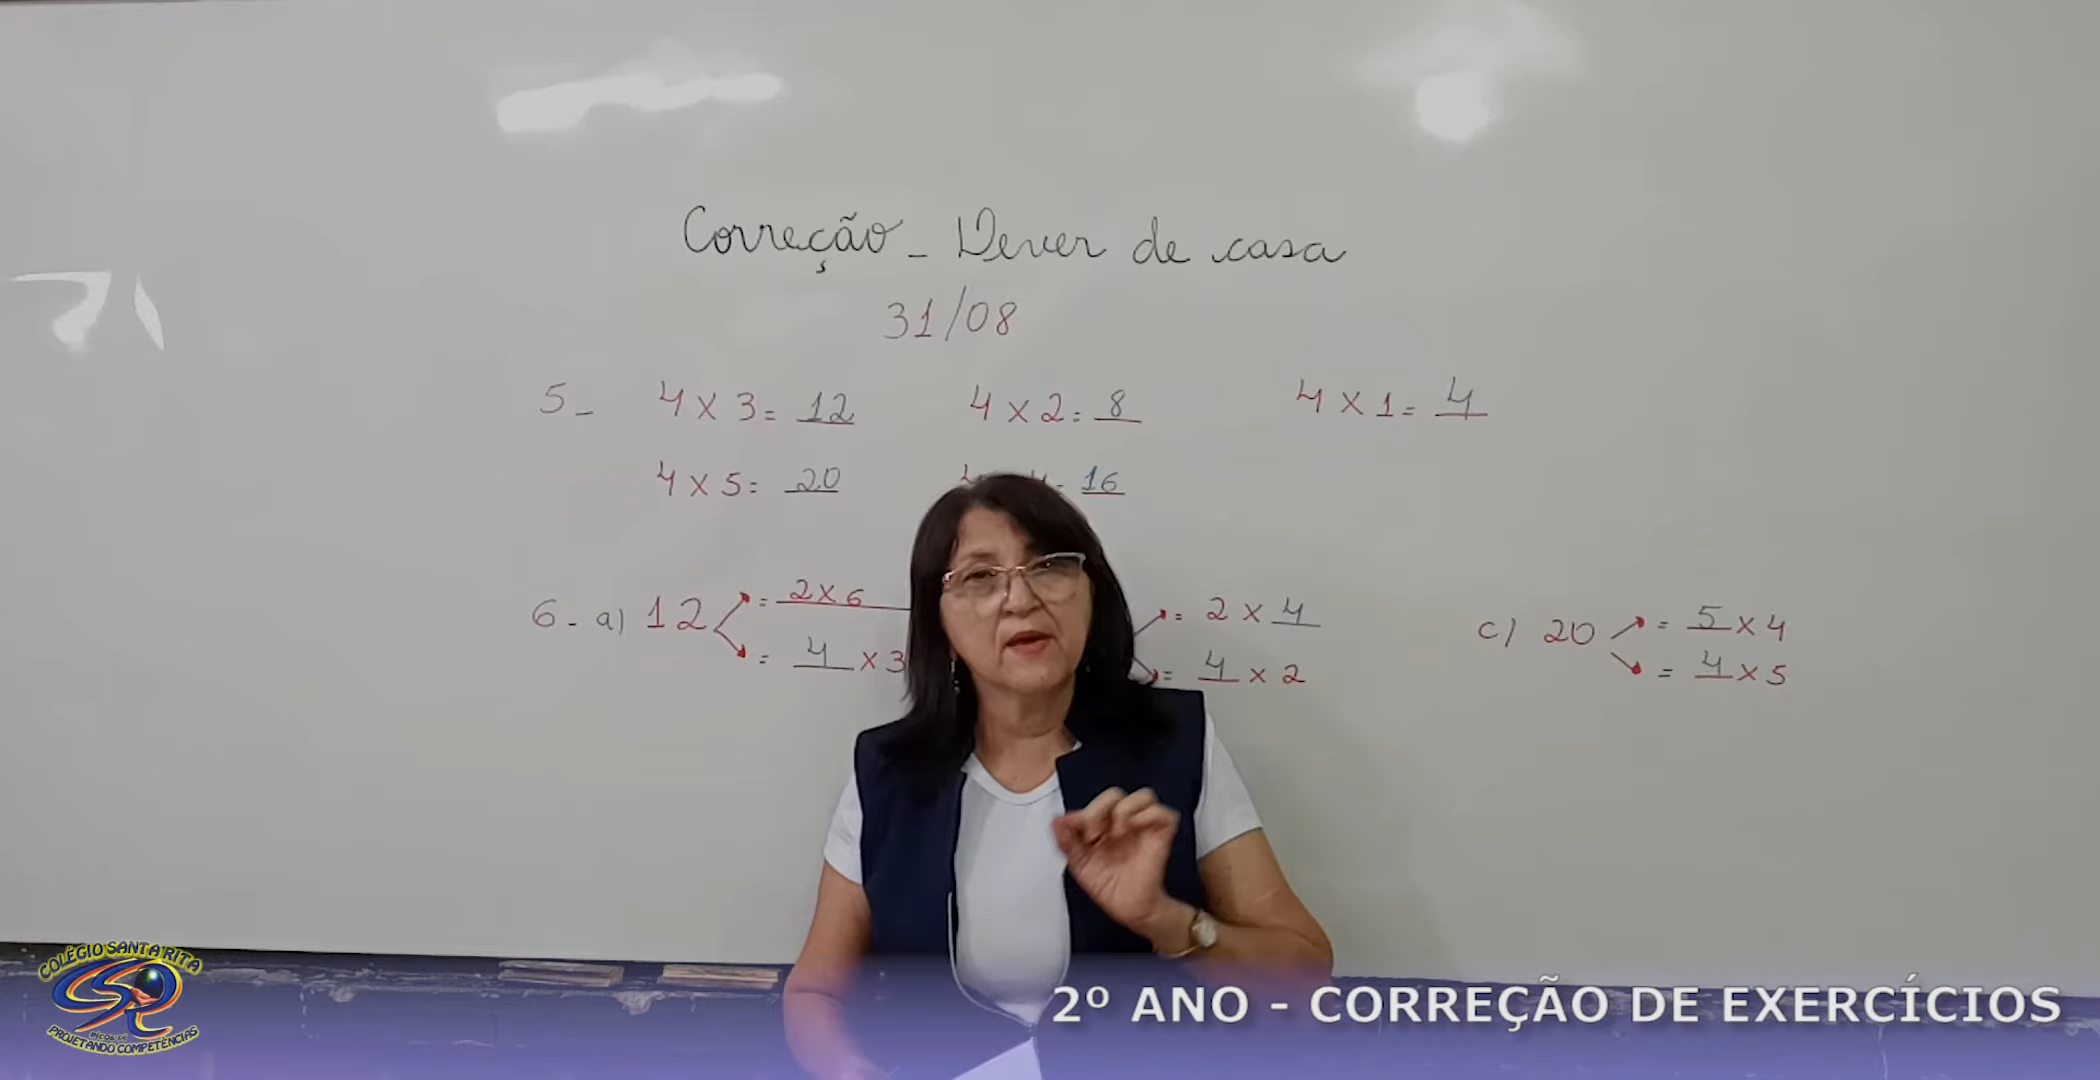 Correção - Dever de casa
31/08
5- 4 x 3 = 12 4 x 2 = 8 4 x 1 = 4
4 x 5 = 20 = 16
6- a) 12 = 2 x 6 = 2 x 4 c) 20 = 5 x 4
= 4 x 3 = 4 x 2 = 4 x 5
COLÉGIO SANTA RITA
PROJETANDO COMPETÊNCIAS
2º ANO - CORREÇÃO DE EXERCÍCIOS